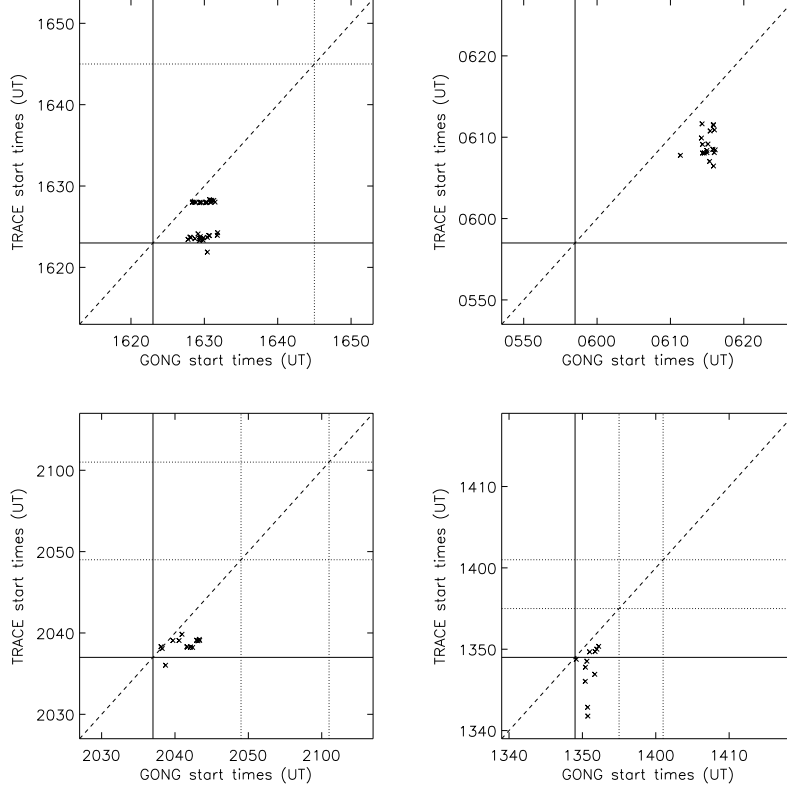 1650
1640
1630
1620
TRACE start times (UT)
1620 1630 1640 1650
GONG start times (UT)
0620
0610
0600
0550
TRACE start times (UT)
0550 0600 0610 0620
GONG start times (UT)
2100
2050
2040
2030
TRACE start times (UT)
2030 2040 2050 2100
GONG start times (UT)
1410
1400
1350
1340
TRACE start times (UT)
1340 1350 1400 1410
GONG start times (UT)